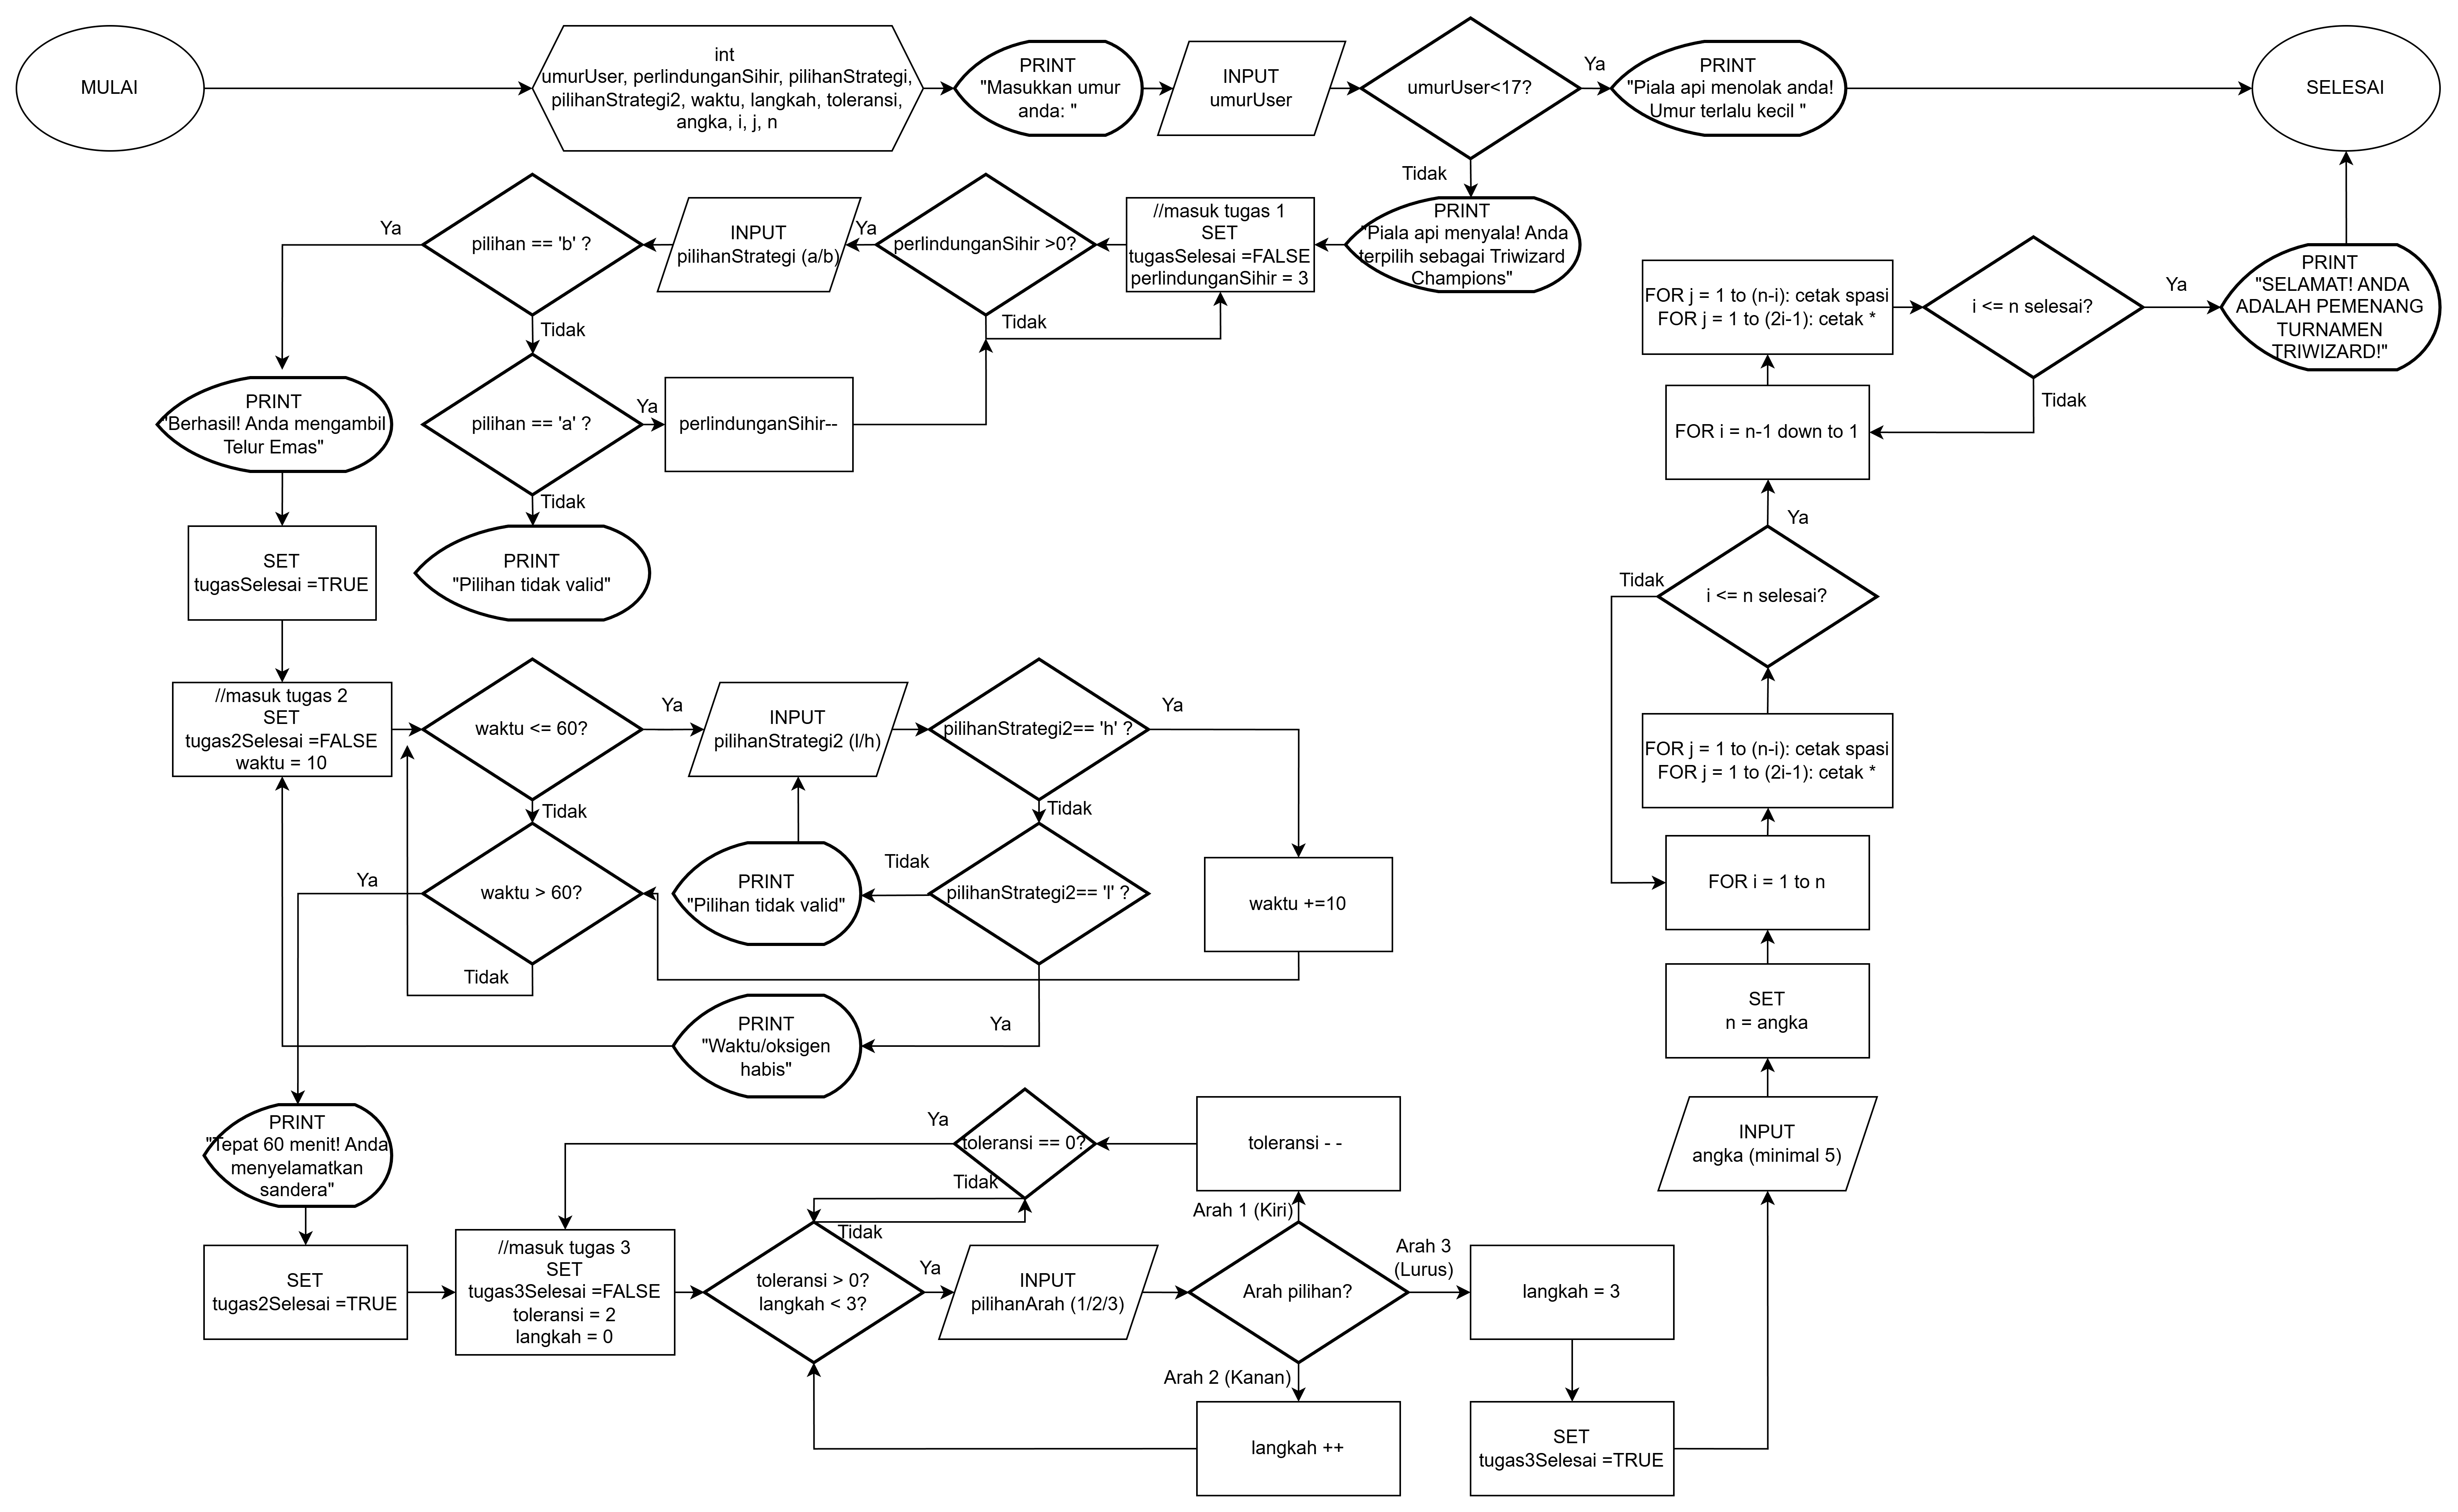 MULAI
int
umurUser, perlindunganSihir, pilihanStrategi,
pilihanStrategi2, waktu, langkah, toleransi,
angka, i, j, n
PRINT
"Masukkan umur
anda: "
INPUT
umurUser
umurUser<17?
Ya
PRINT
"Piala api menolak anda!
Umur terlalu kecil "
SELESAI
Tidak
PRINT
"Piala api menyala! Anda
terpilih sebagai Triwizard
Champions"
//masuk tugas 1
SET
tugasSelesai =FALSE
perlindunganSihir = 3
perlindunganSihir >0?
Ya
Tidak
INPUT
pilihanStrategi (a/b)
pilihan == 'b' ?
Ya
Tidak
pilihan == 'a' ?
Ya
perlindunganSihir--
Tidak
PRINT
"Pilihan tidak valid"
PRINT
"Berhasil! Anda mengambil
Telur Emas"
SET
tugasSelesai =TRUE
//masuk tugas 2
SET
tugas2Selesai =FALSE
waktu = 10
waktu <= 60?
Ya
Tidak
INPUT
pilihanStrategi2 (l/h)
pilihanStrategi2== 'h' ?
Ya
Tidak
waktu > 60?
Ya
Tidak
PRINT
"Pilihan tidak valid"
Tidak
pilihanStrategi2== 'l' ?
Ya
waktu +=10
PRINT
"Waktu/oksigen
habis"
PRINT
"Tepat 60 menit! Anda
menyelamatkan
sandera"
SET
tugas2Selesai =TRUE
//masuk tugas 3
SET
tugas3Selesai =FALSE
toleransi = 2
langkah = 0
toleransi == 0?
Ya
Tidak
toleransi - -
Tidak
toleransi > 0?
langkah < 3?
Ya
INPUT
pilihanArah (1/2/3)
Arah pilihan?
Arah 1 (Kiri)
Arah 2 (Kanan)
Arah 3
(Lurus)
langkah ++
langkah = 3
SET
tugas3Selesai =TRUE
INPUT
angka (minimal 5)
SET
n = angka
FOR i = 1 to n
FOR j = 1 to (n-i): cetak spasi
FOR j = 1 to (2i-1): cetak *
i <= n selesai?
Tidak
Ya
FOR i = n-1 down to 1
FOR j = 1 to (n-i): cetak spasi
FOR j = 1 to (2i-1): cetak *
i <= n selesai?
Ya
Tidak
PRINT
"SELAMAT! ANDA
ADALAH PEMENANG
TURNAMEN
TRIWIZARD!"